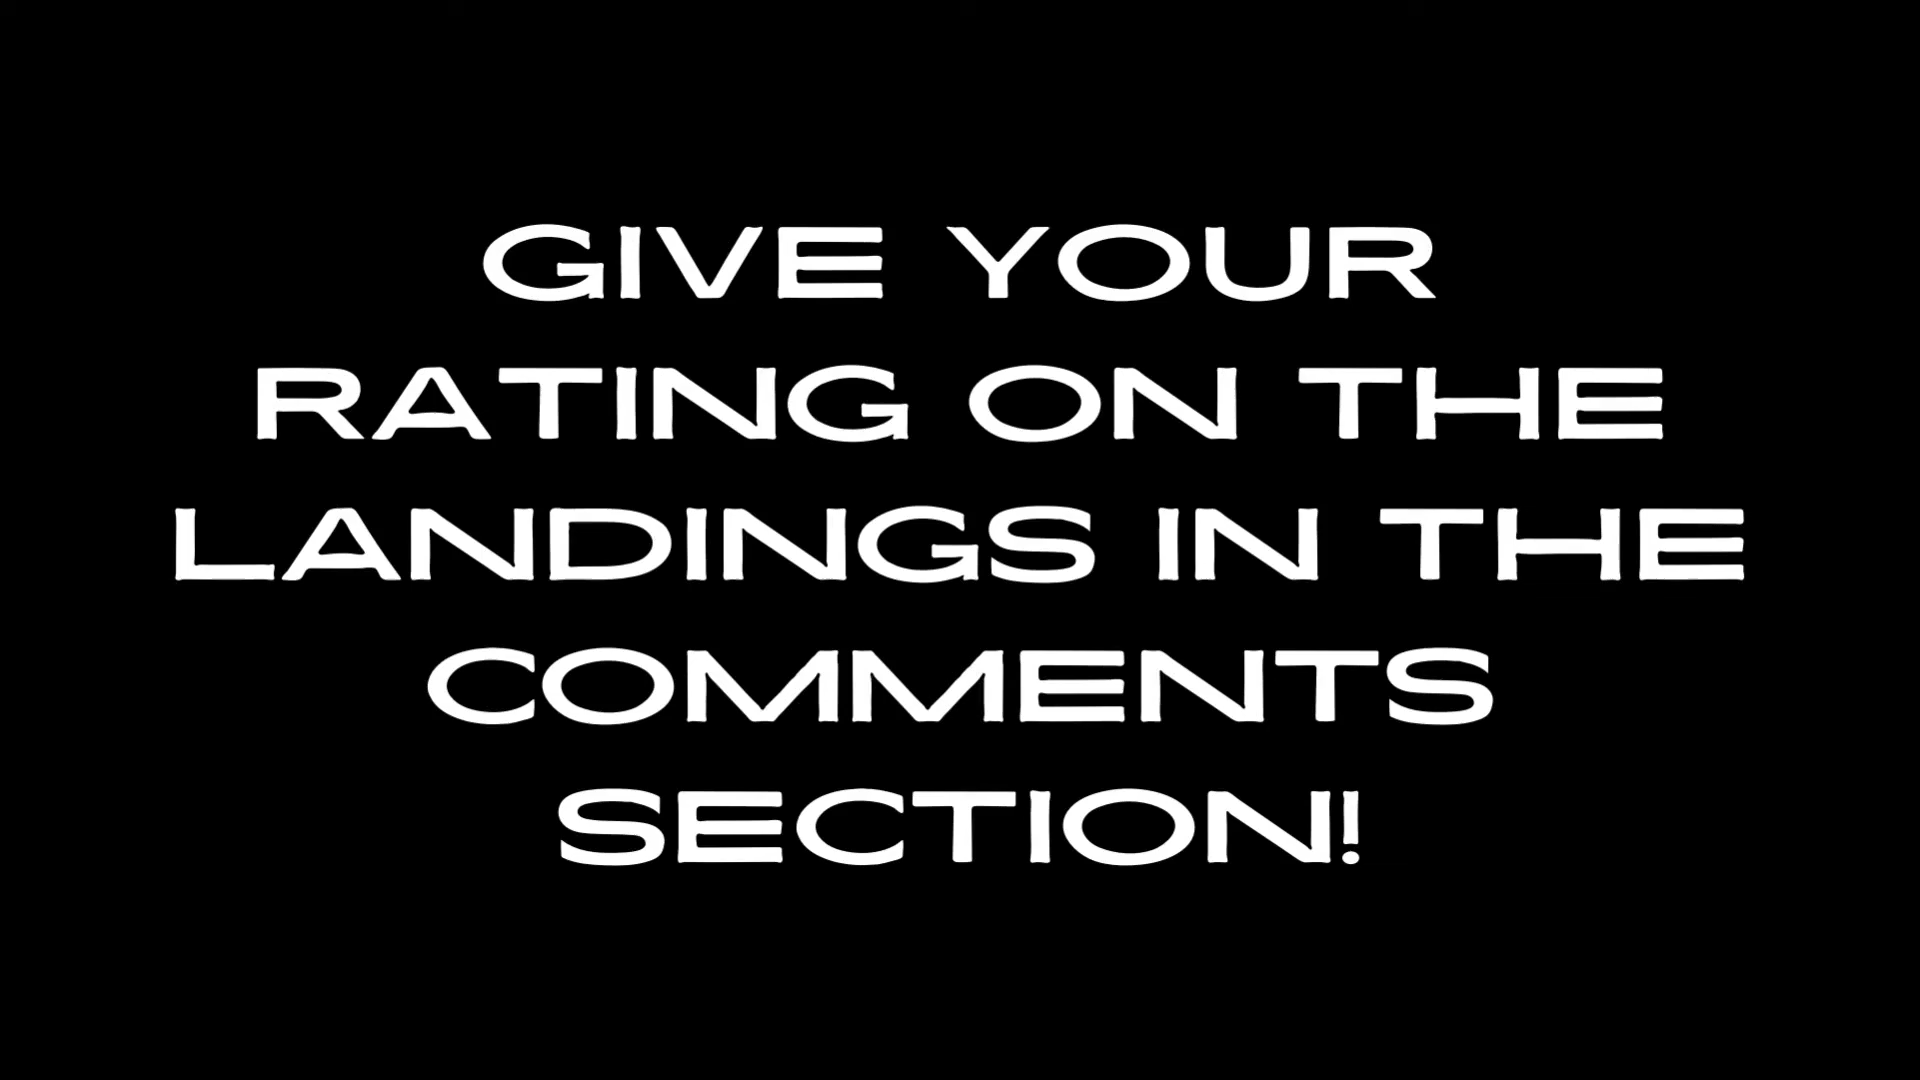 GIVE YOUR
RATING ON THE
LANDINGS IN THE
COMMENTS
SECTION!